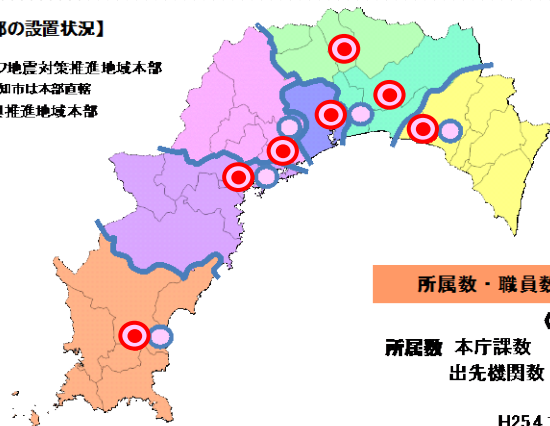 部の設置状況】
フ地震対策推進地域本部
知市は本部直轄
推進地域本部
所属数・職員数
所属数 本庁課数
出先機関数
H25.4